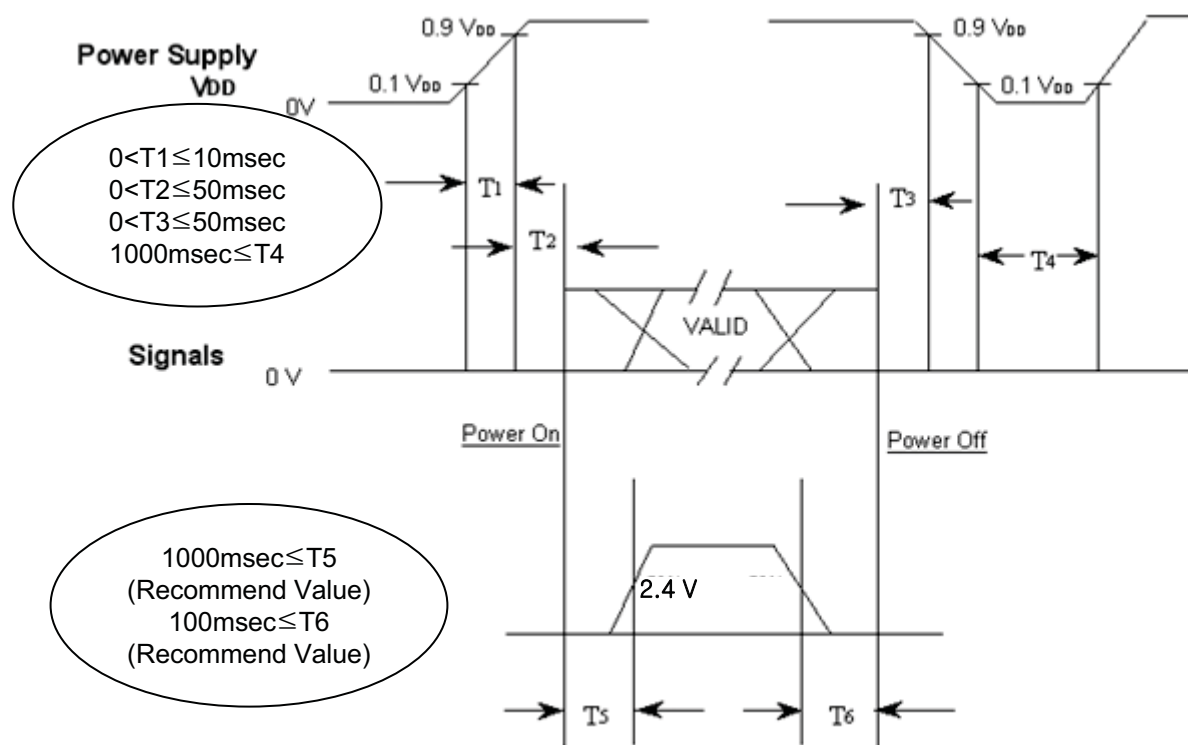 0.9 VDD
0.9 VDD
Power Supply
VDD
0.1 VDD
0.1 VDD
0V
0<T1≦10msec
0<T2≦50msec
0<T3≦50msec
1000msec≦T4
T1
T3
T2
T4
VALID
Signals
0 V
Power On
Power Off
1000msec≦T5
(Recommend Value)
100msec≦T6
(Recommend Value)
2.4 V
T5
T6